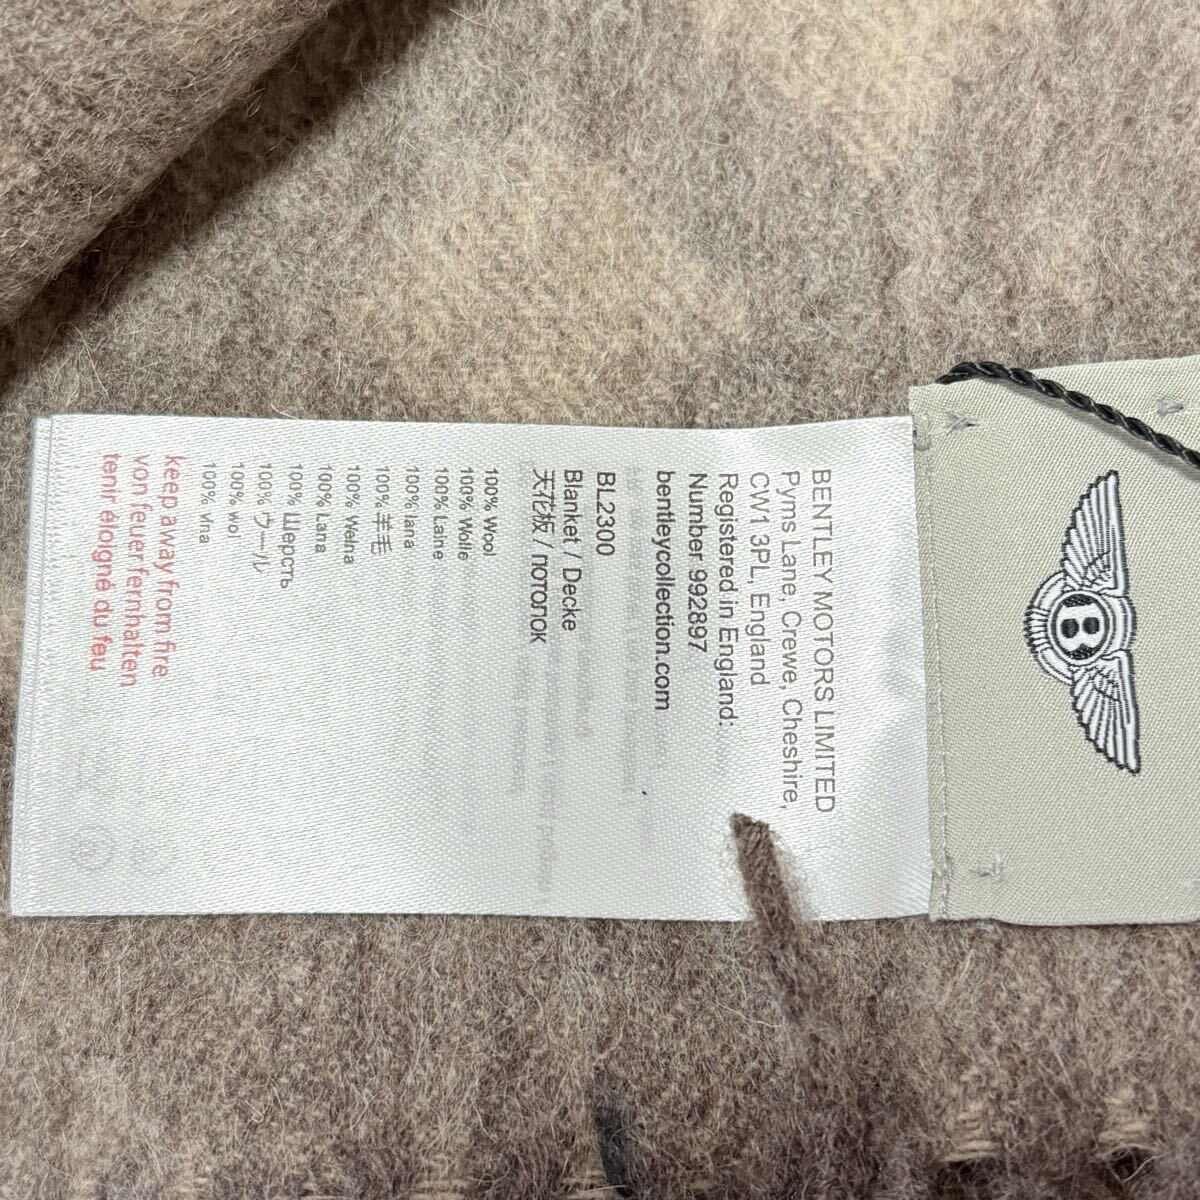 BENTLEY MOTORS LIMITED
Pyms Lane, Crewe, Cheshire,
CW1 3PL, England
Registered in England:
Number 992897
bentleycollection.com
BL2300
Blanket / Decke
天花板 / потолок
100% Wool
100% Wolle
100% Laine
100% lana
100% 羊毛
100% Wełna
100% Lana
100% Шерсть
100% ウール
100% wol
100% vlna
keep away from fire
von feuer fernhalten
tenir éloigné du feu
B